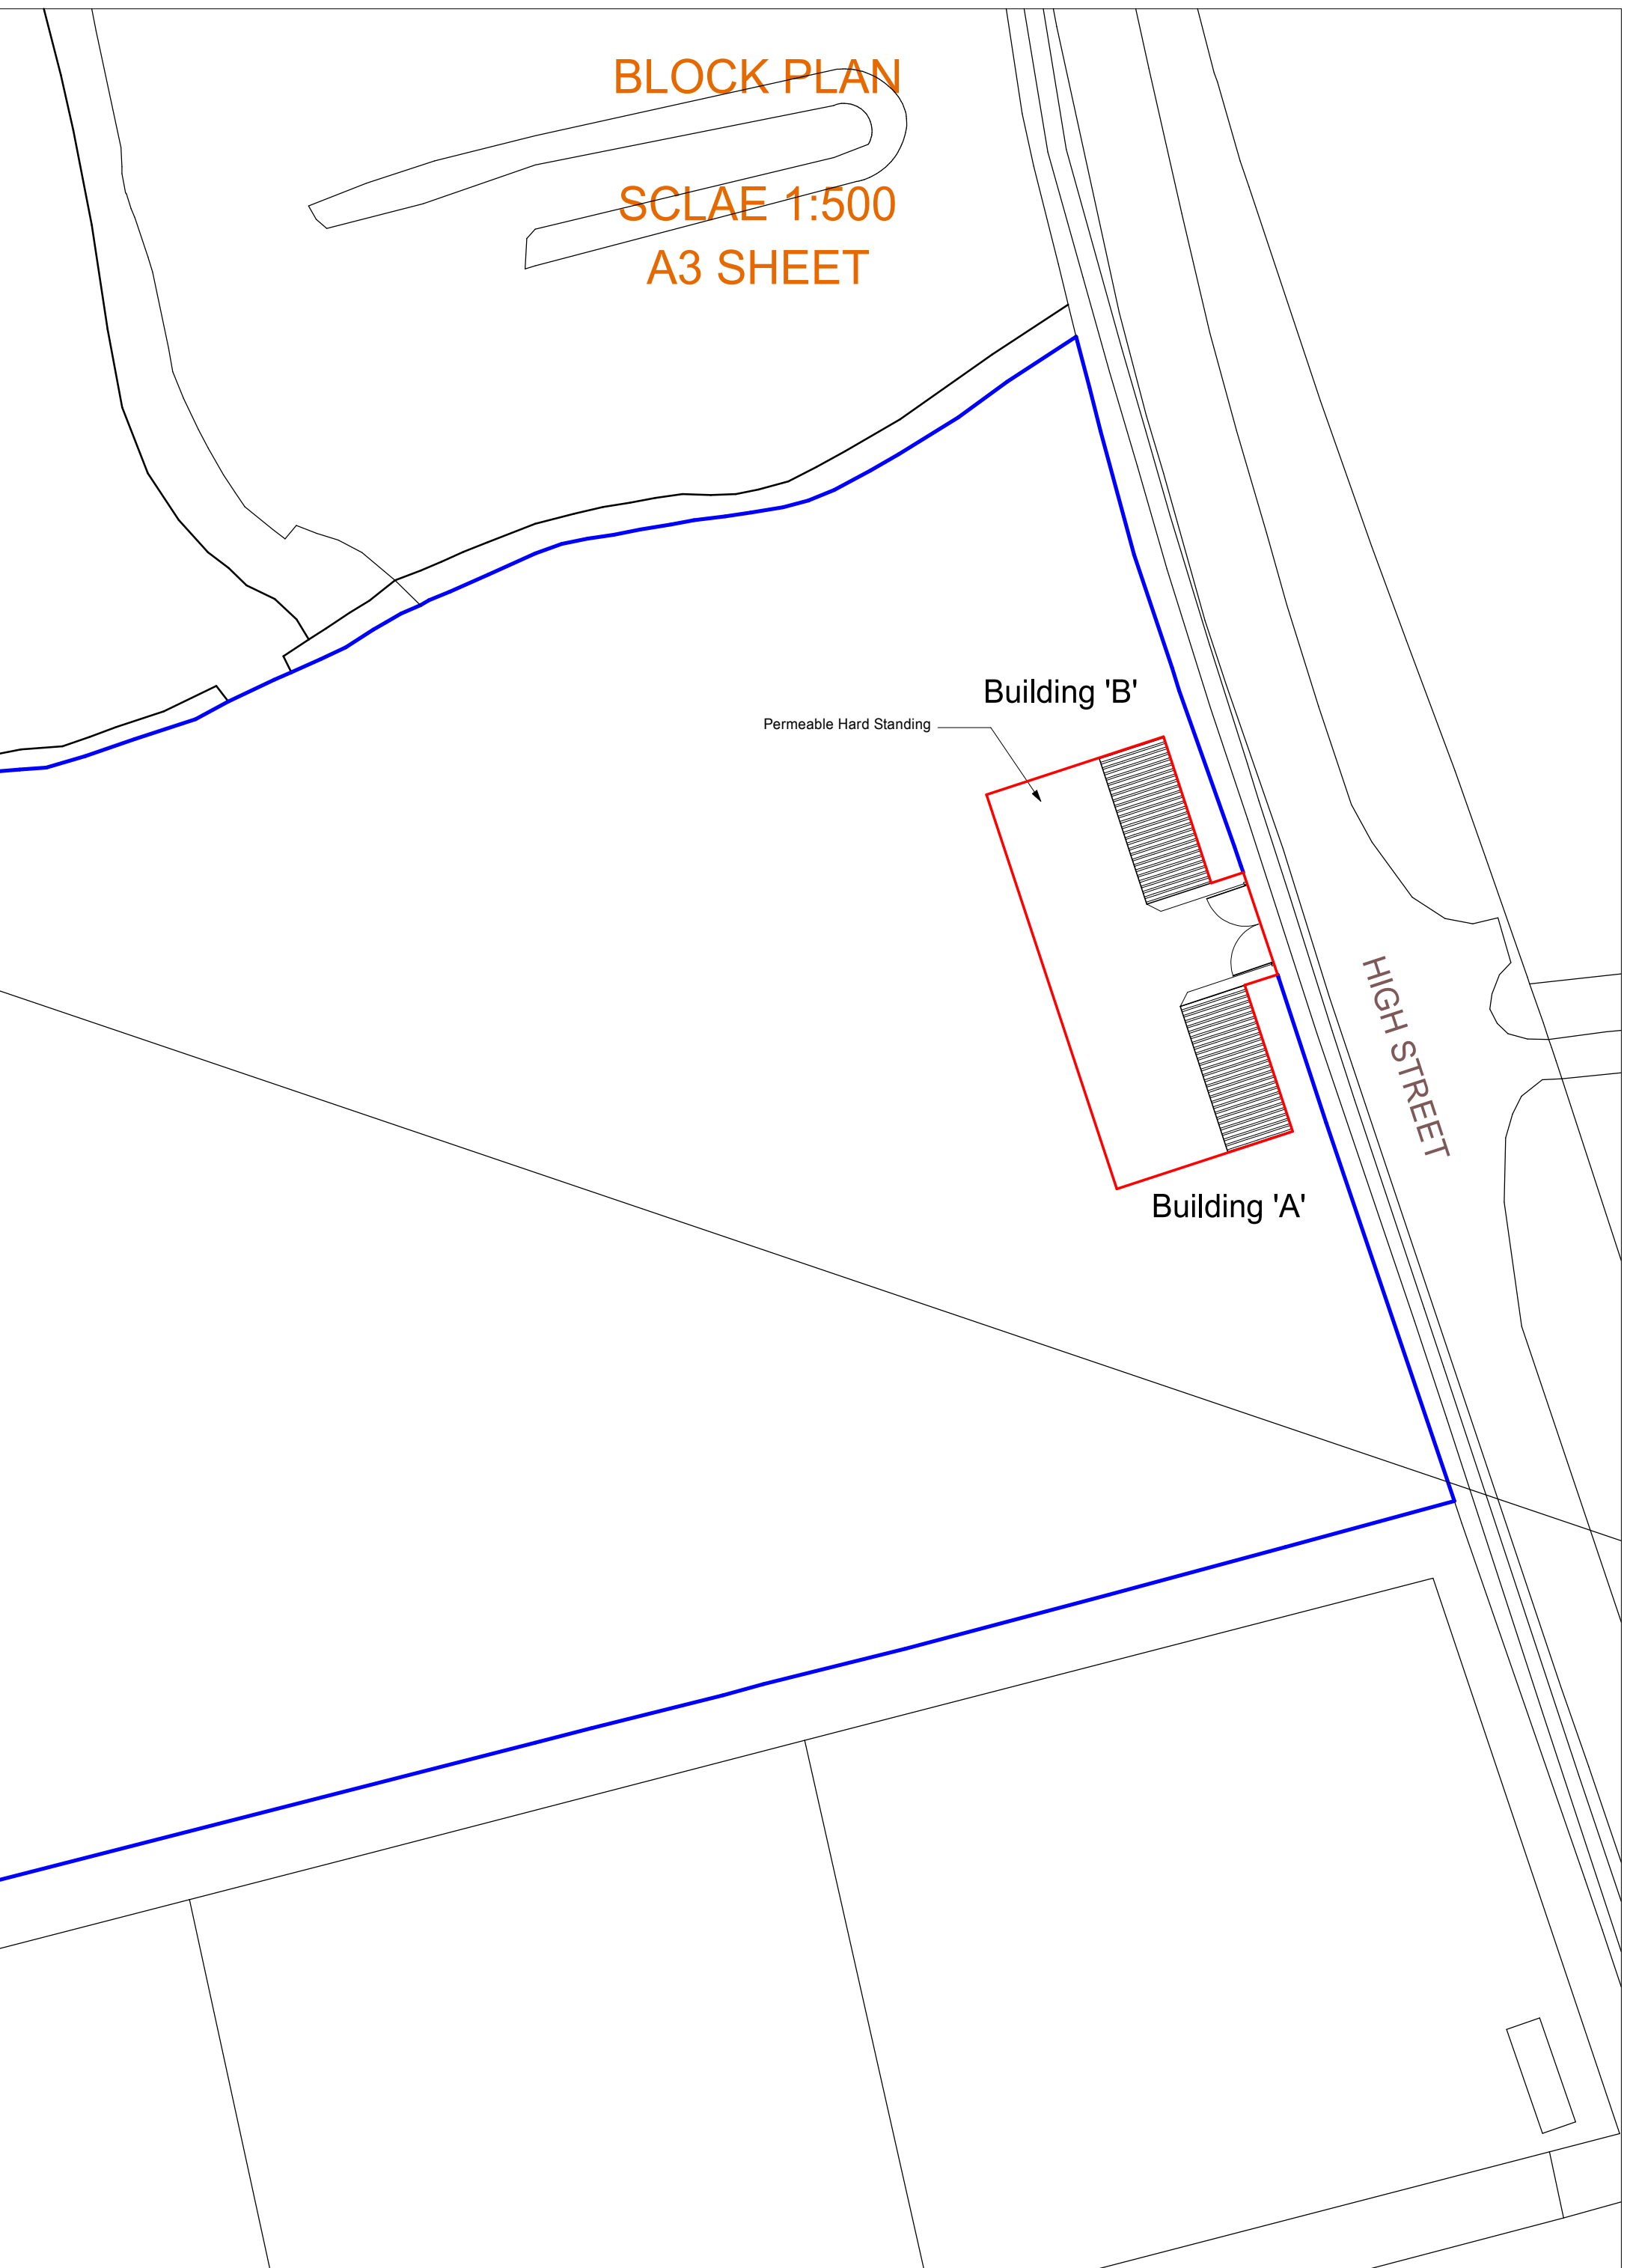 BLOCK PLAN
SCLAE 1:500
A3 SHEET
Building 'B'
Permeable Hard Standing
HIGH STREET
Building 'A'